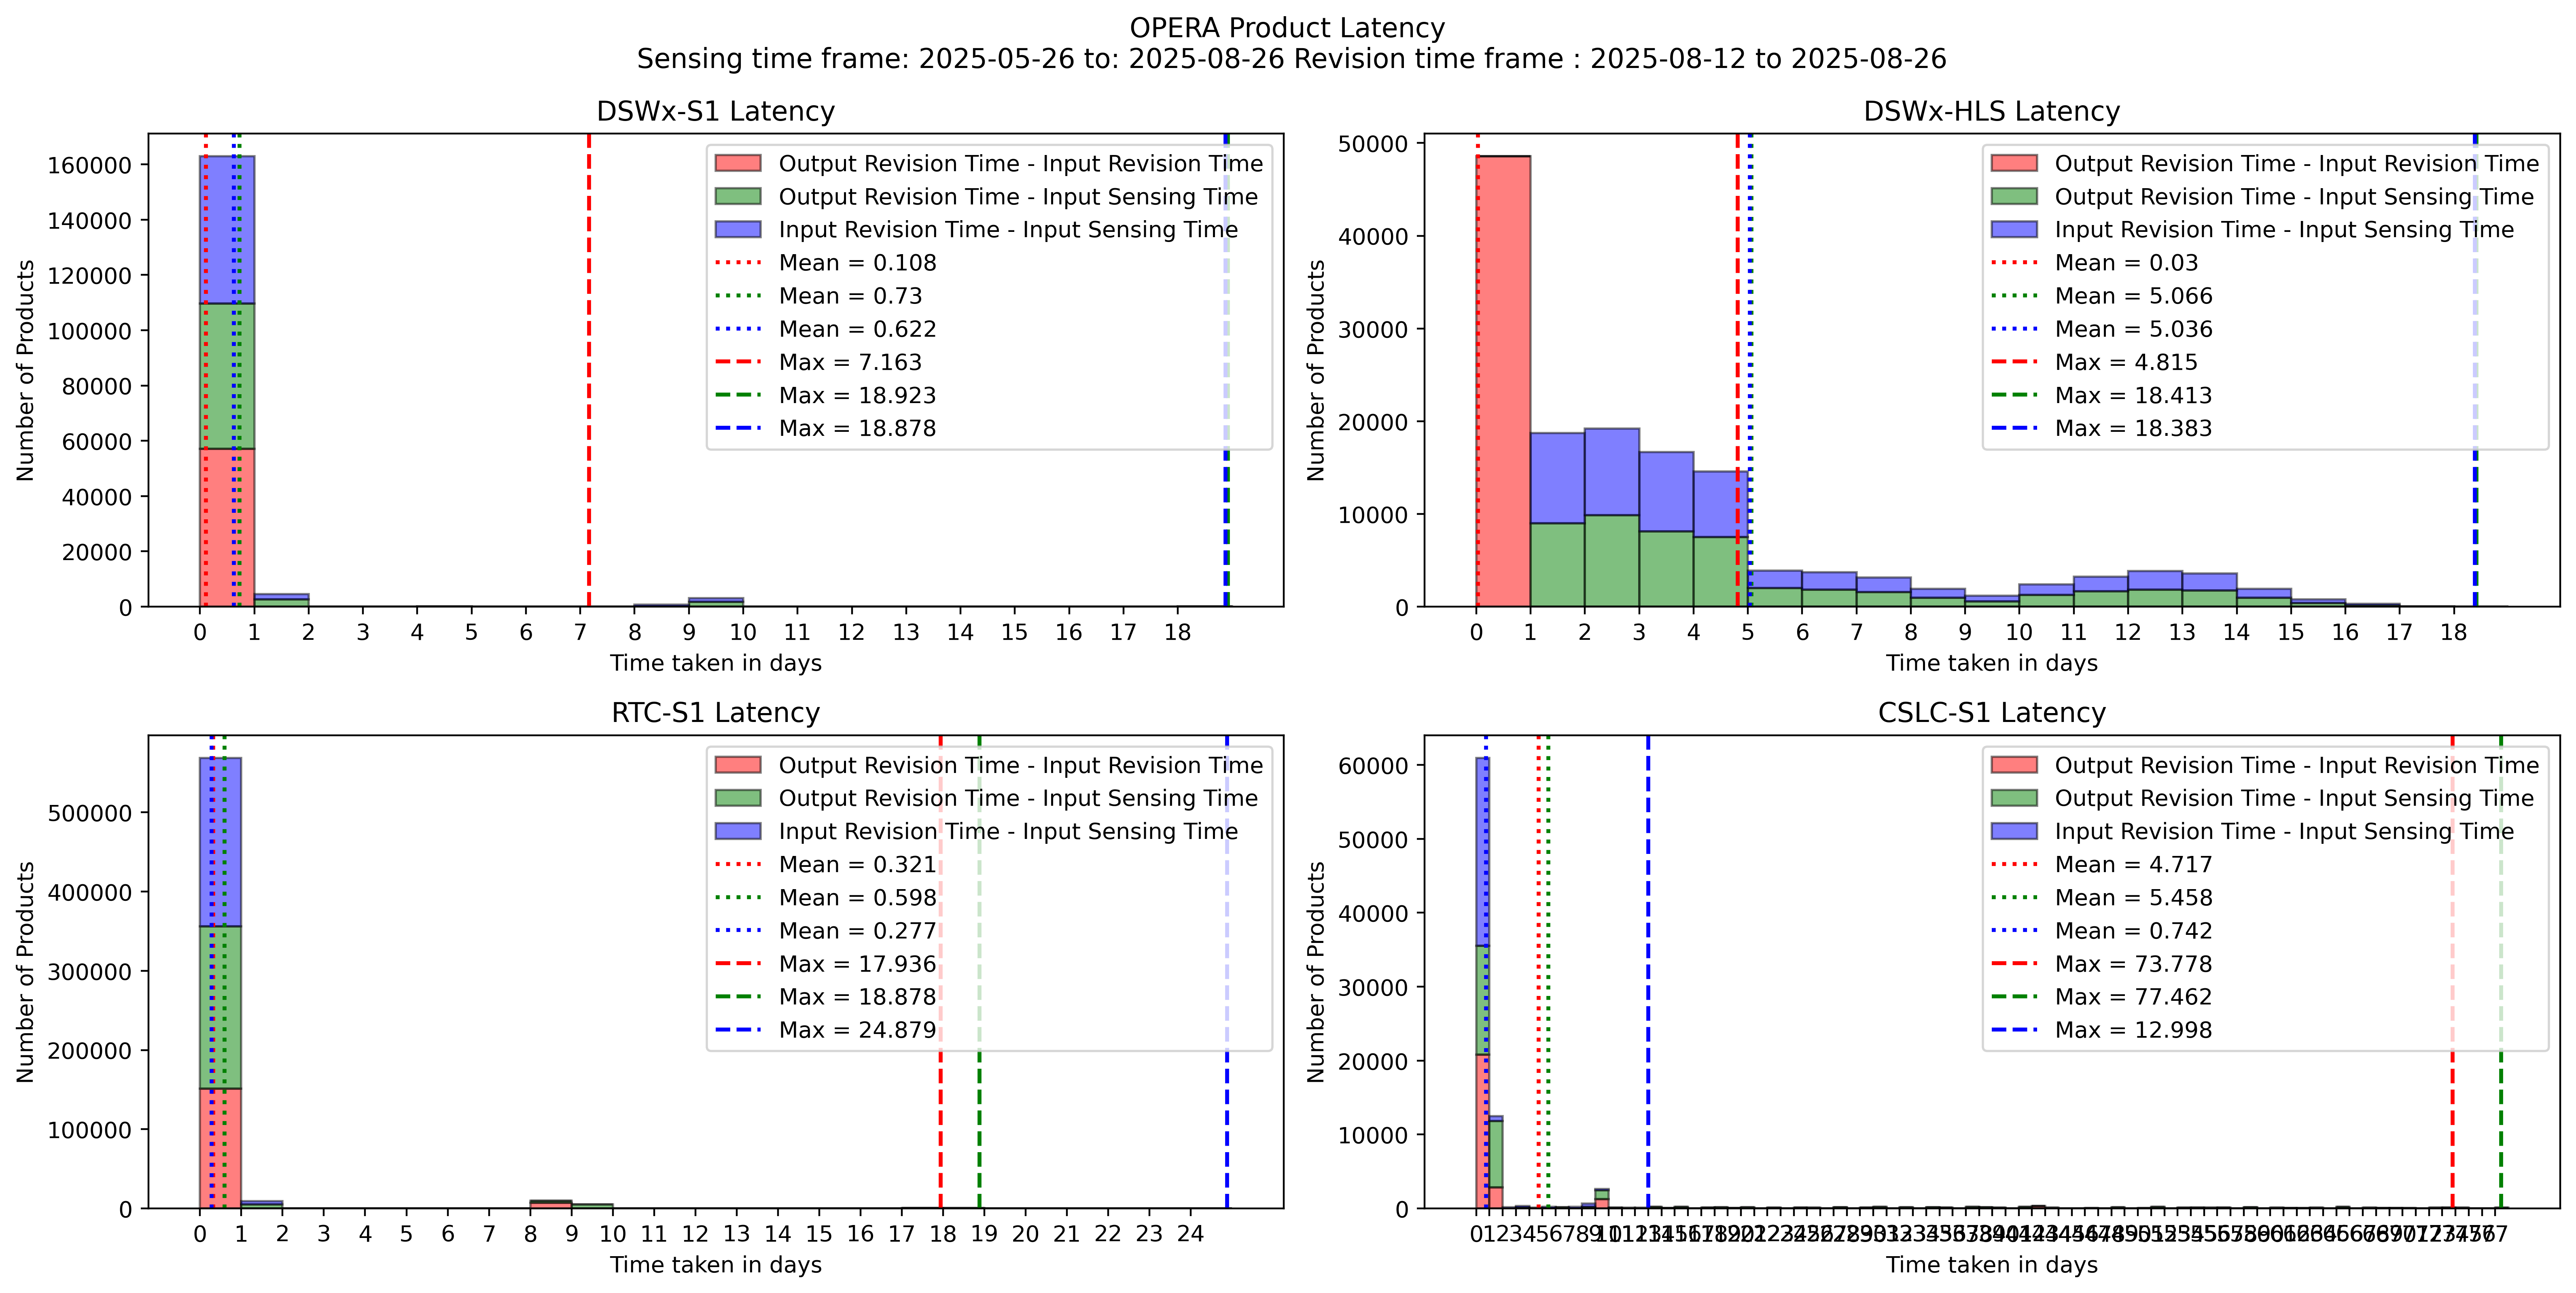 OPERA Product Latency
Sensing time frame: 2025-05-26 to: 2025-08-26 Revision time frame : 2025-08-12 to 2025-08-26
DSWx-S1 Latency
Number of Products
160000
140000
120000
100000
80000
60000
40000
20000
0
Output Revision Time - Input Revision Time
Output Revision Time - Input Sensing Time
Input Revision Time - Input Sensing Time
Mean = 0.108
Mean = 0.73
Mean = 0.622
Max = 7.163
Max = 18.923
Max = 18.878
0 1 2 3 4 5 6 7 8 9 10 11 12 13 14 15 16 17 18
Time taken in days
DSWx-HLS Latency
Number of Products
50000
40000
30000
20000
10000
0
Output Revision Time - Input Revision Time
Output Revision Time - Input Sensing Time
Input Revision Time - Input Sensing Time
Mean = 0.03
Mean = 5.066
Mean = 5.036
Max = 4.815
Max = 18.413
Max = 18.383
0 1 2 3 4 5 6 7 8 9 10 11 12 13 14 15 16 17 18
Time taken in days
RTC-S1 Latency
Number of Products
500000
400000
300000
200000
100000
0
Output Revision Time - Input Revision Time
Output Revision Time - Input Sensing Time
Input Revision Time - Input Sensing Time
Mean = 0.321
Mean = 0.598
Mean = 0.277
Max = 17.936
Max = 18.878
Max = 24.879
0 1 2 3 4 5 6 7 8 9 10 11 12 13 14 15 16 17 18 19 20 21 22 23 24
Time taken in days
CSLC-S1 Latency
Number of Products
60000
50000
40000
30000
20000
10000
0
Output Revision Time - Input Revision Time
Output Revision Time - Input Sensing Time
Input Revision Time - Input Sensing Time
Mean = 4.717
Mean = 5.458
Mean = 0.742
Max = 73.778
Max = 77.462
Max = 12.998
0 1 2 3 4 5 6 7 8 9
Time taken in days